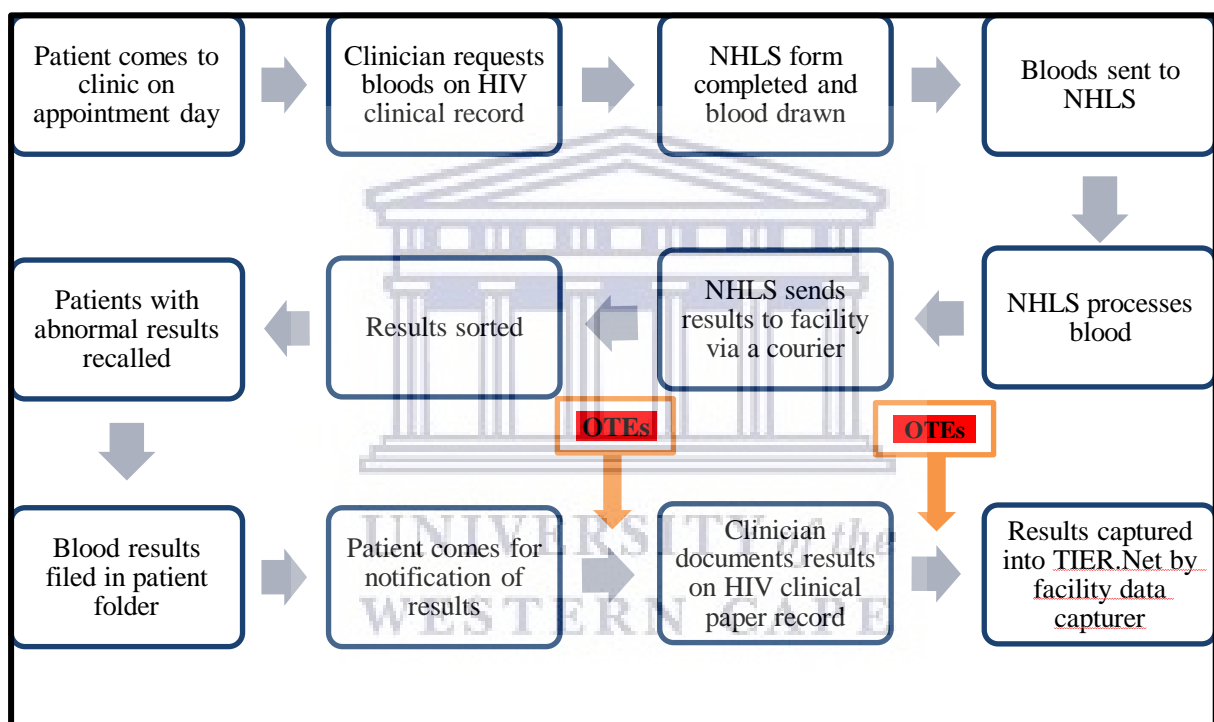 Patient comes to
clinic on
appointment day
Clinician requests
bloods on HIV
clinical record
NHLS form
completed and
blood drawn
Bloods sent to
NHLS
NHLS processes
blood
NHLS sends
results to facility
via a courier
Results sorted
Patients with
abnormal results
recalled
Blood results
filed in patient
folder
Patient comes for
notification of
results
OTEs
Clinician
documents results
on HIV clinical
paper record
OTEs
Results captured
into TIER.Net by
facility data
capturer
UNIVERSITY of the
WESTERN CAPE